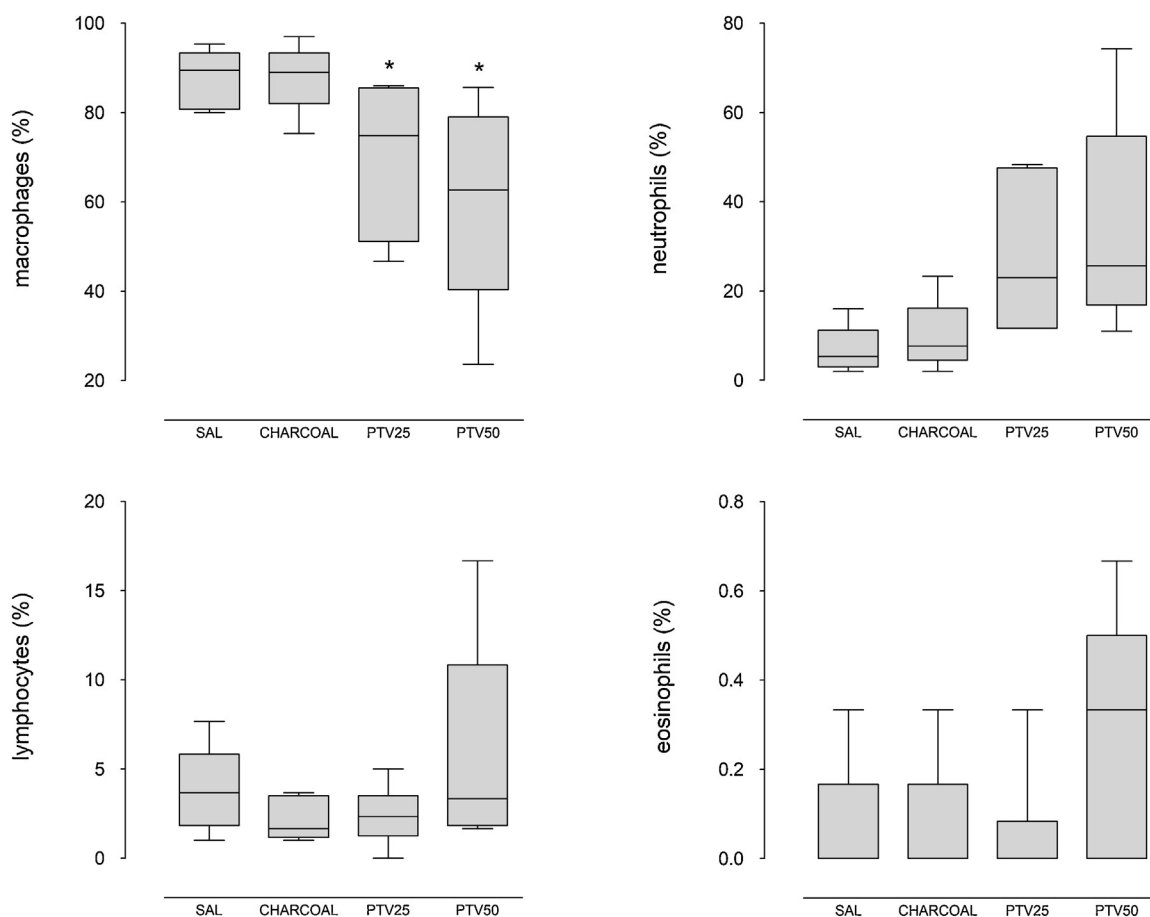 macrophages (%)
100
80
60
40
20
*
*
SAL CHARCOAL PTV25 PTV50
neutrophils (%)
80
60
40
20
0
SAL CHARCOAL PTV25 PTV50
lymphocytes (%)
20
15
10
5
0
SAL CHARCOAL PTV25 PTV50
eosinophils (%)
0.8
0.6
0.4
0.2
0.0
SAL CHARCOAL PTV25 PTV50